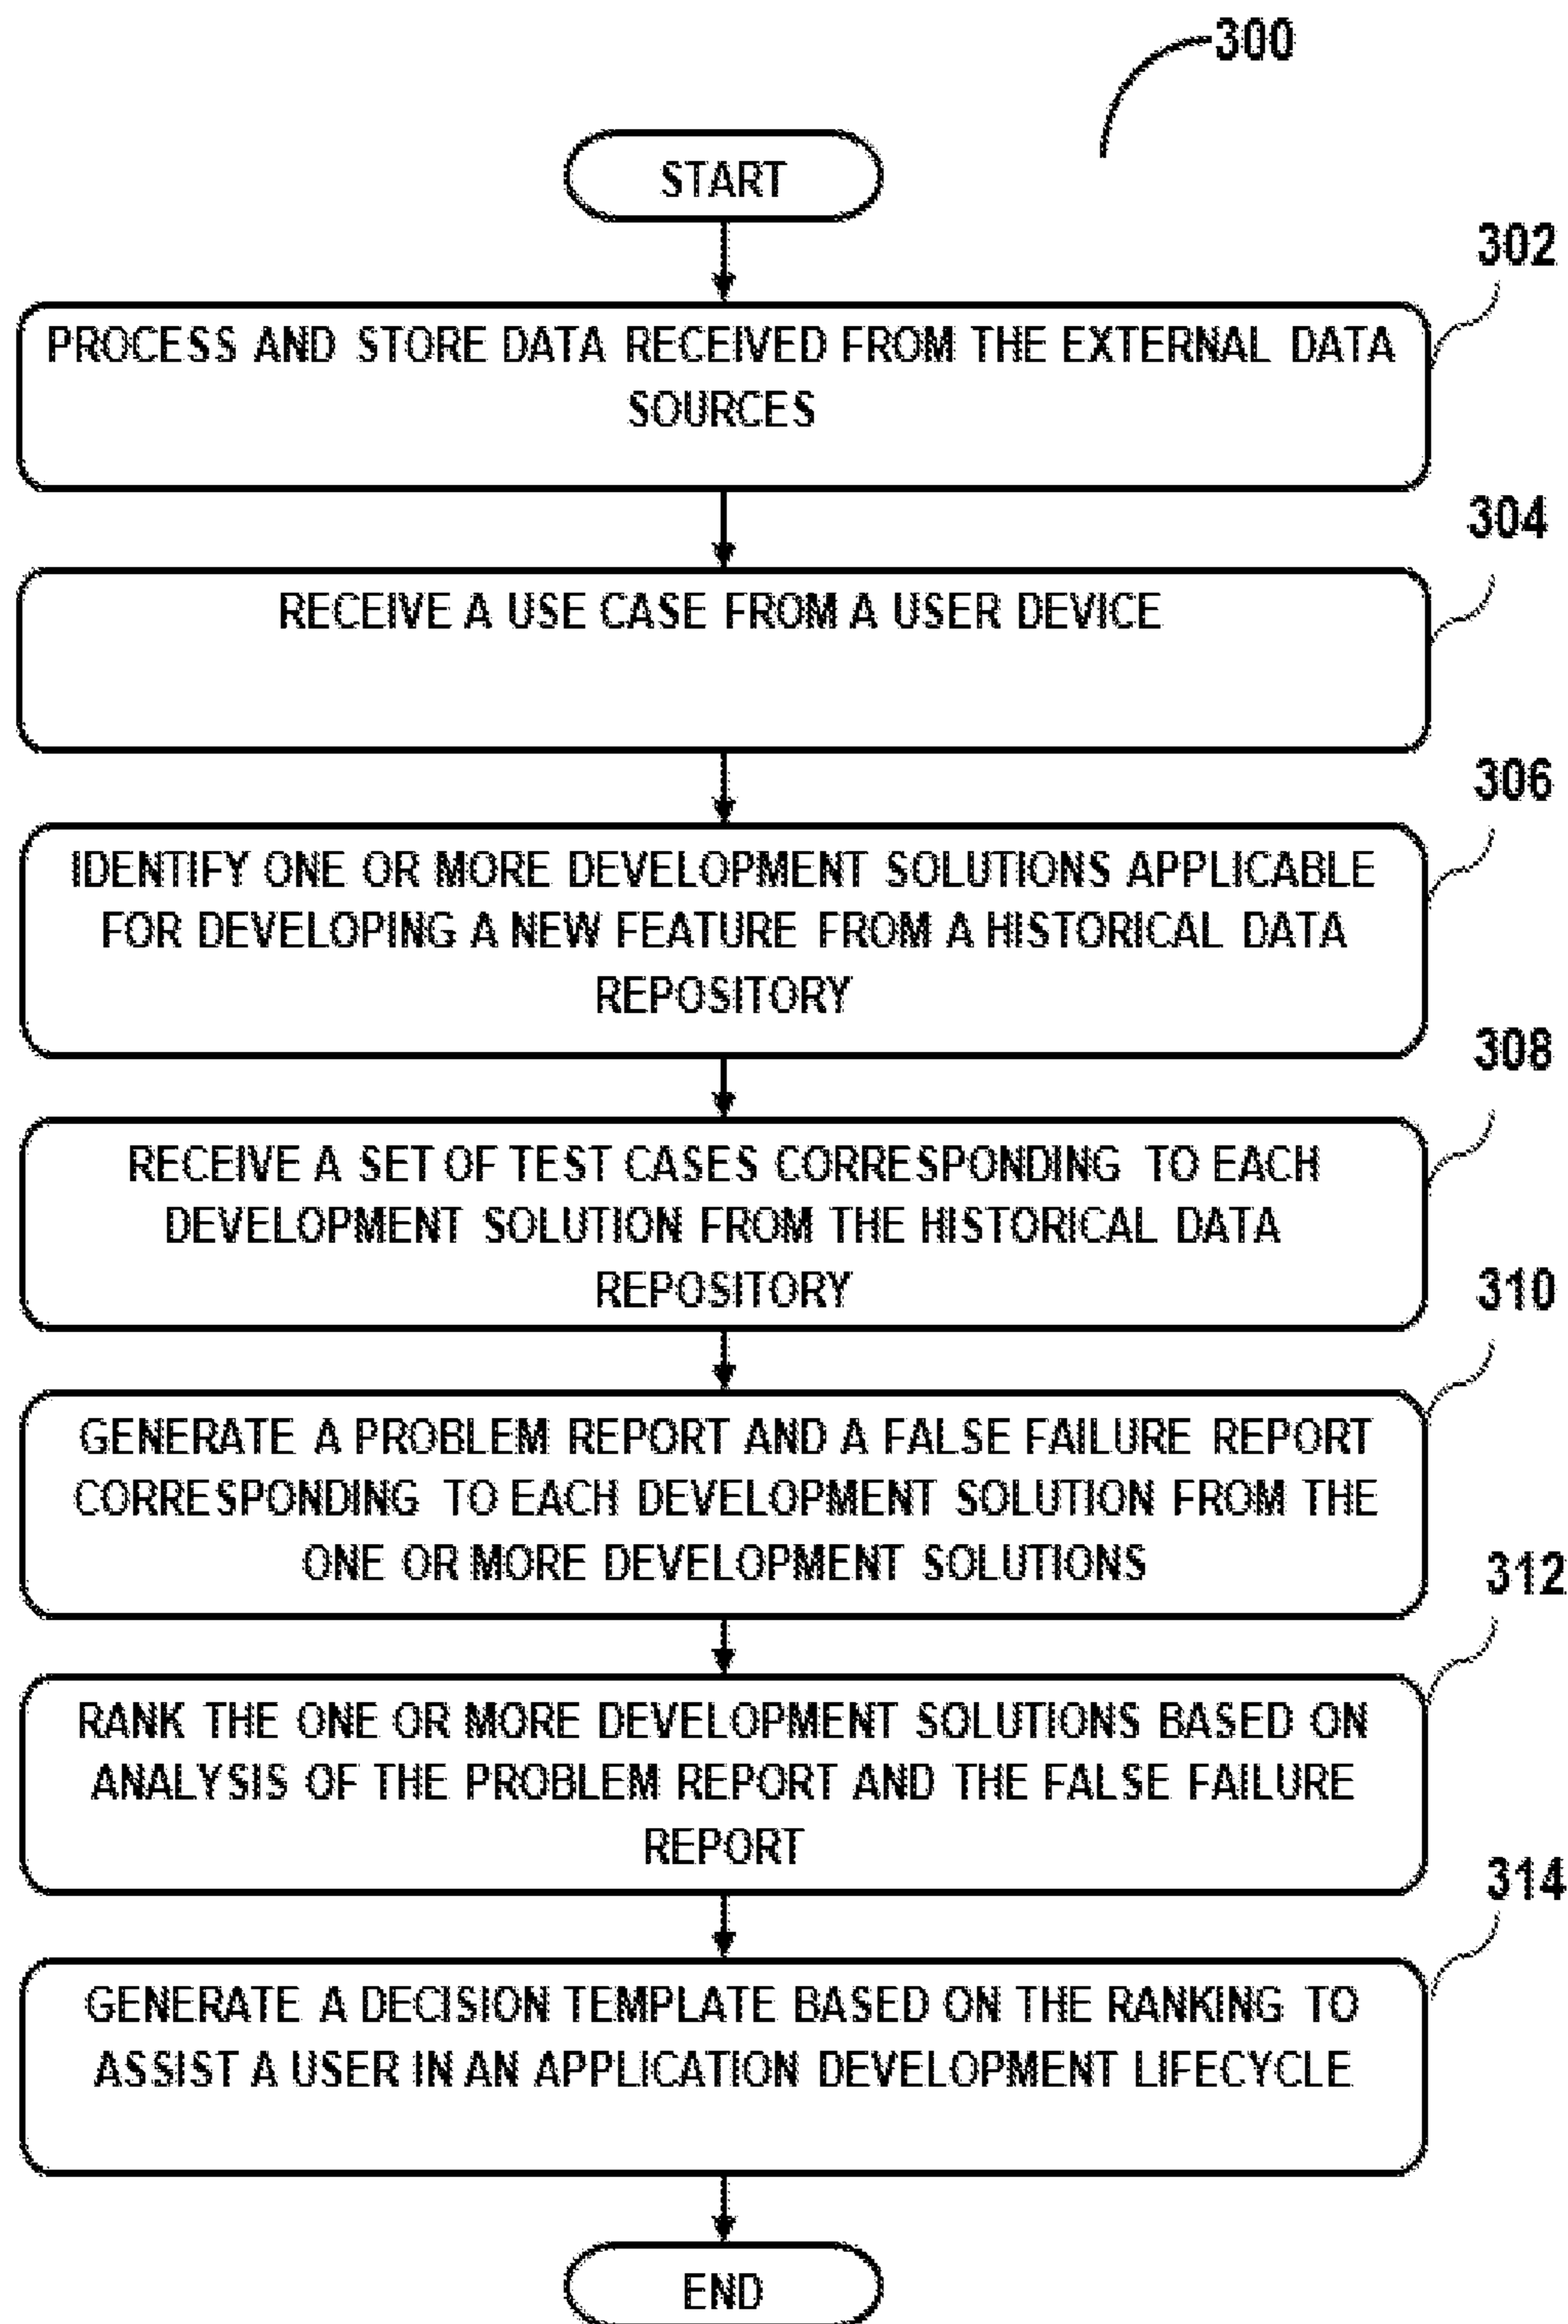 300
START
302
PROCESS AND STORE DATA RECEIVED FROM THE EXTERNAL DATA
SOURCES
304
RECEIVE A USE CASE FROM A USER DEVICE
306
IDENTIFY ONE OR MORE DEVELOPMENT SOLUTIONS APPLICABLE
FOR DEVELOPING A NEW FEATURE FROM A HISTORICAL DATA
REPOSITORY
308
RECEIVE A SET OF TEST CASES CORRESPONDING TO EACH
DEVELOPMENT SOLUTION FROM THE HISTORICAL DATA
REPOSITORY
310
GENERATE A PROBLEM REPORT AND A FALSE FAILURE REPORT
CORRESPONDING TO EACH DEVELOPMENT SOLUTION FROM THE
ONE OR MORE DEVELOPMENT SOLUTIONS
312
RANK THE ONE OR MORE DEVELOPMENT SOLUTIONS BASED ON
ANALYSIS OF THE PROBLEM REPORT AND THE FALSE FAILURE
REPORT
314
GENERATE A DECISION TEMPLATE BASED ON THE RANKING TO
ASSIST A USER IN AN APPLICATION DEVELOPMENT LIFECYCLE
END